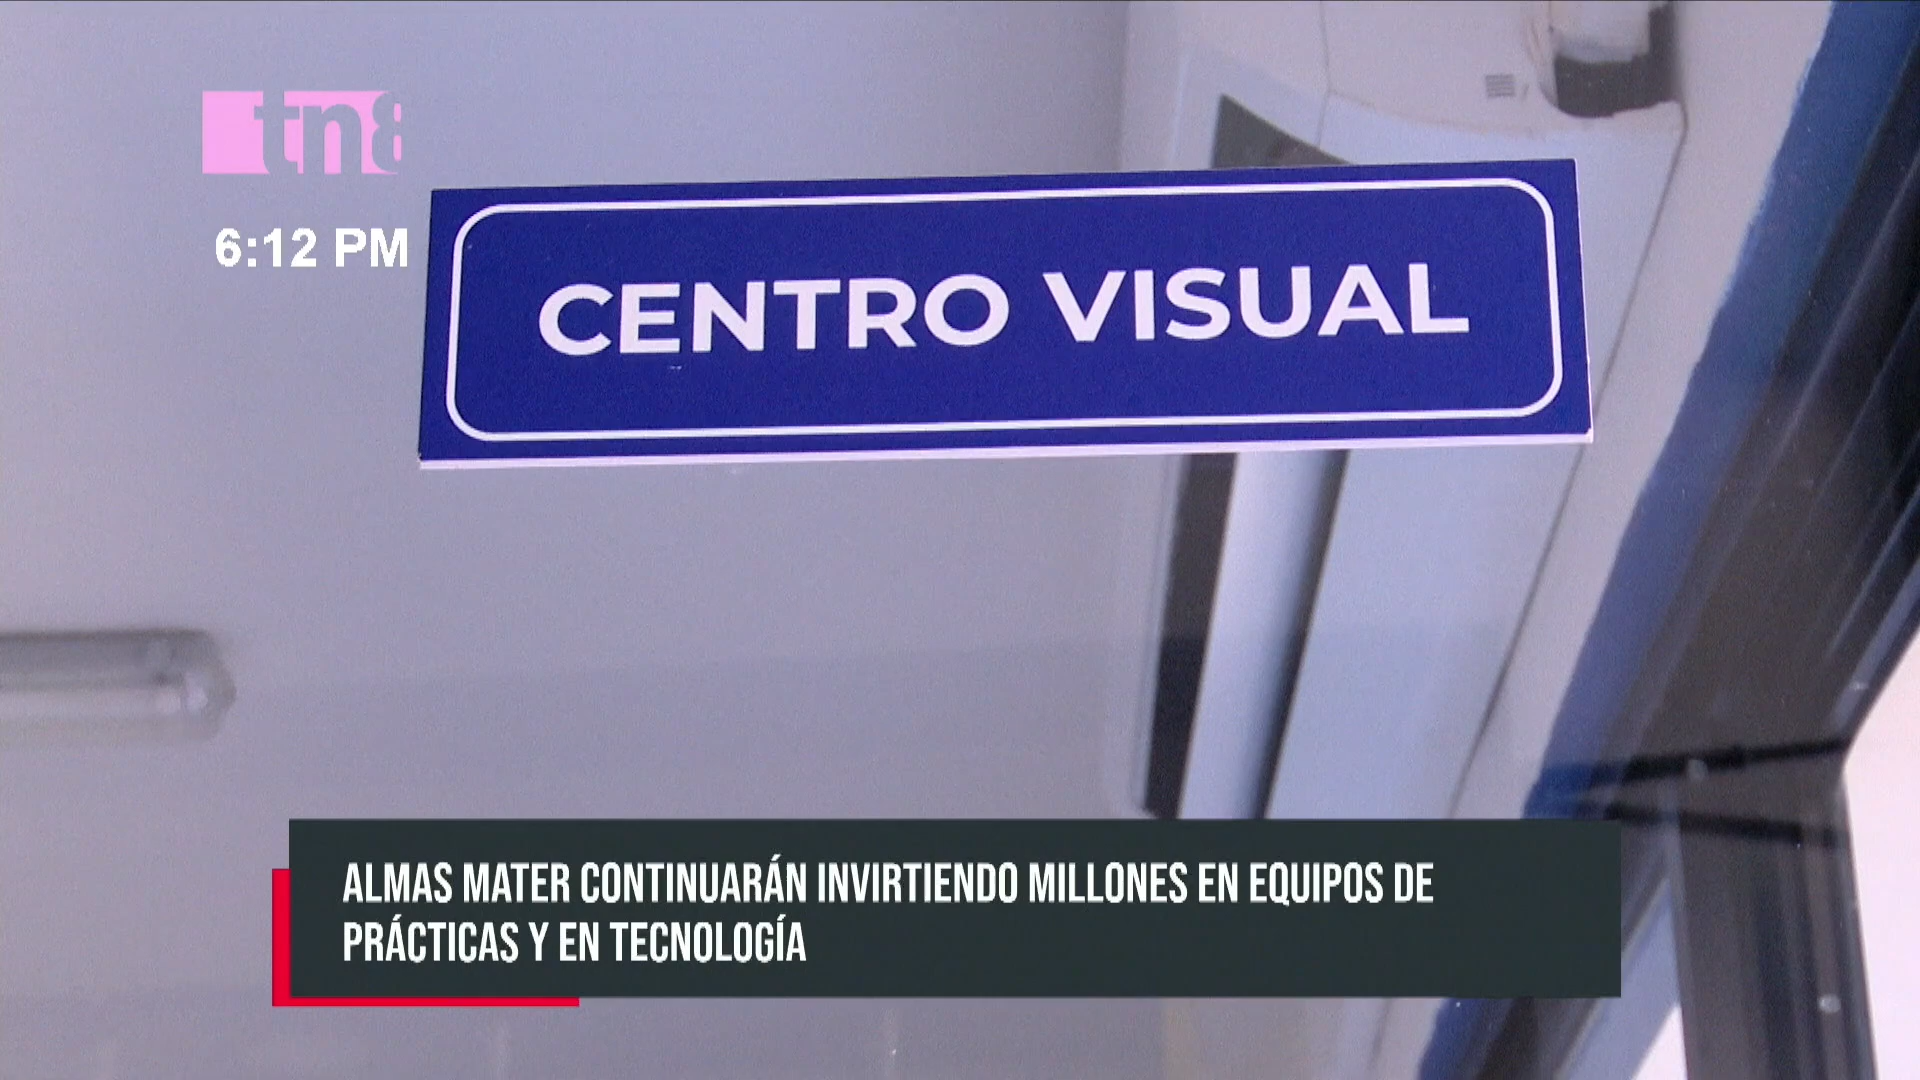 tn8
6:12 PM
CENTRO VISUAL
ALMAS MATER CONTINUARÁN INVIRTIENDO MILLONES EN EQUIPOS DE
PRÁCTICAS Y EN TECNOLOGÍA